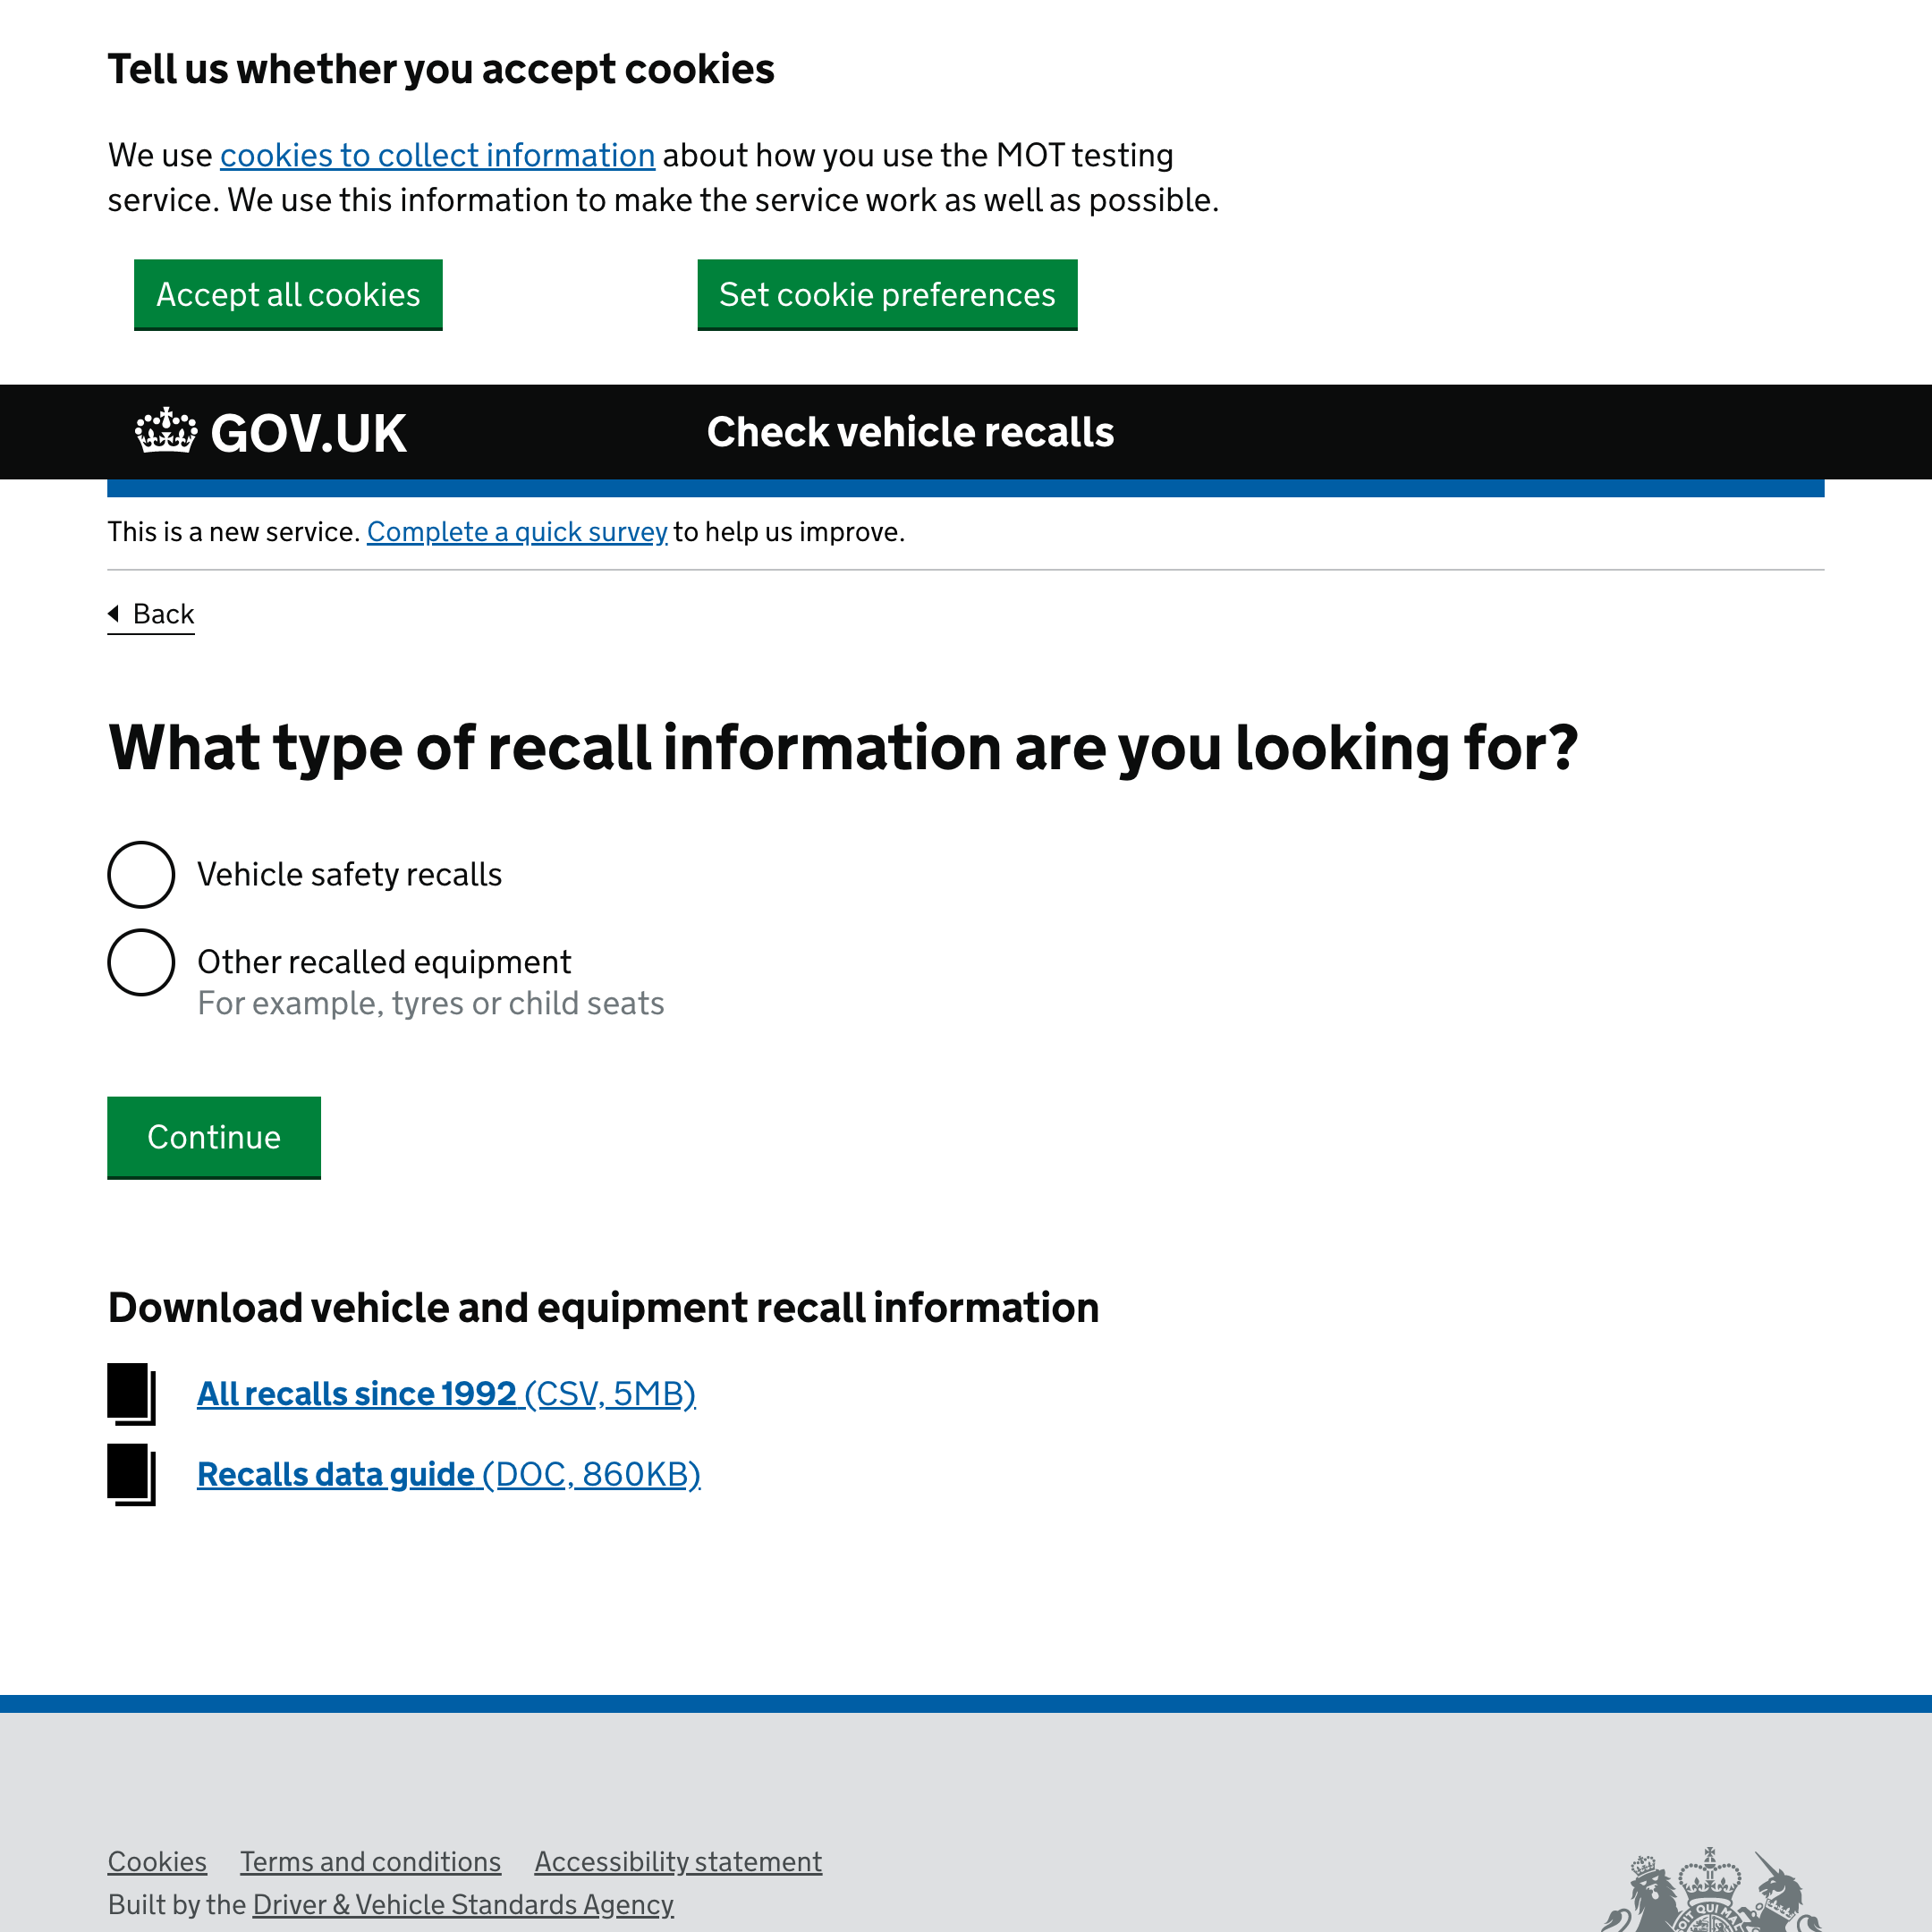 Tell us whether you accept cookies
We use cookies to collect information about how you use the MOT testing
service. We use this information to make the service work as well as possible.
Accept all cookies
Set cookie preferences
GOV.UK
Check vehicle recalls
This is a new service. Complete a quick survey to help us improve.
Back
What type of recall information are you looking for?
Vehicle safety recalls
Other recalled equipment
For example, tyres or child seats
Continue
Download vehicle and equipment recall information
All recalls since 1992 (CSV, 5MB)
Recalls data guide (DOC, 860KB)
Cookies
Terms and conditions
Accessibility statement
Built by the Driver & Vehicle Standards Agency